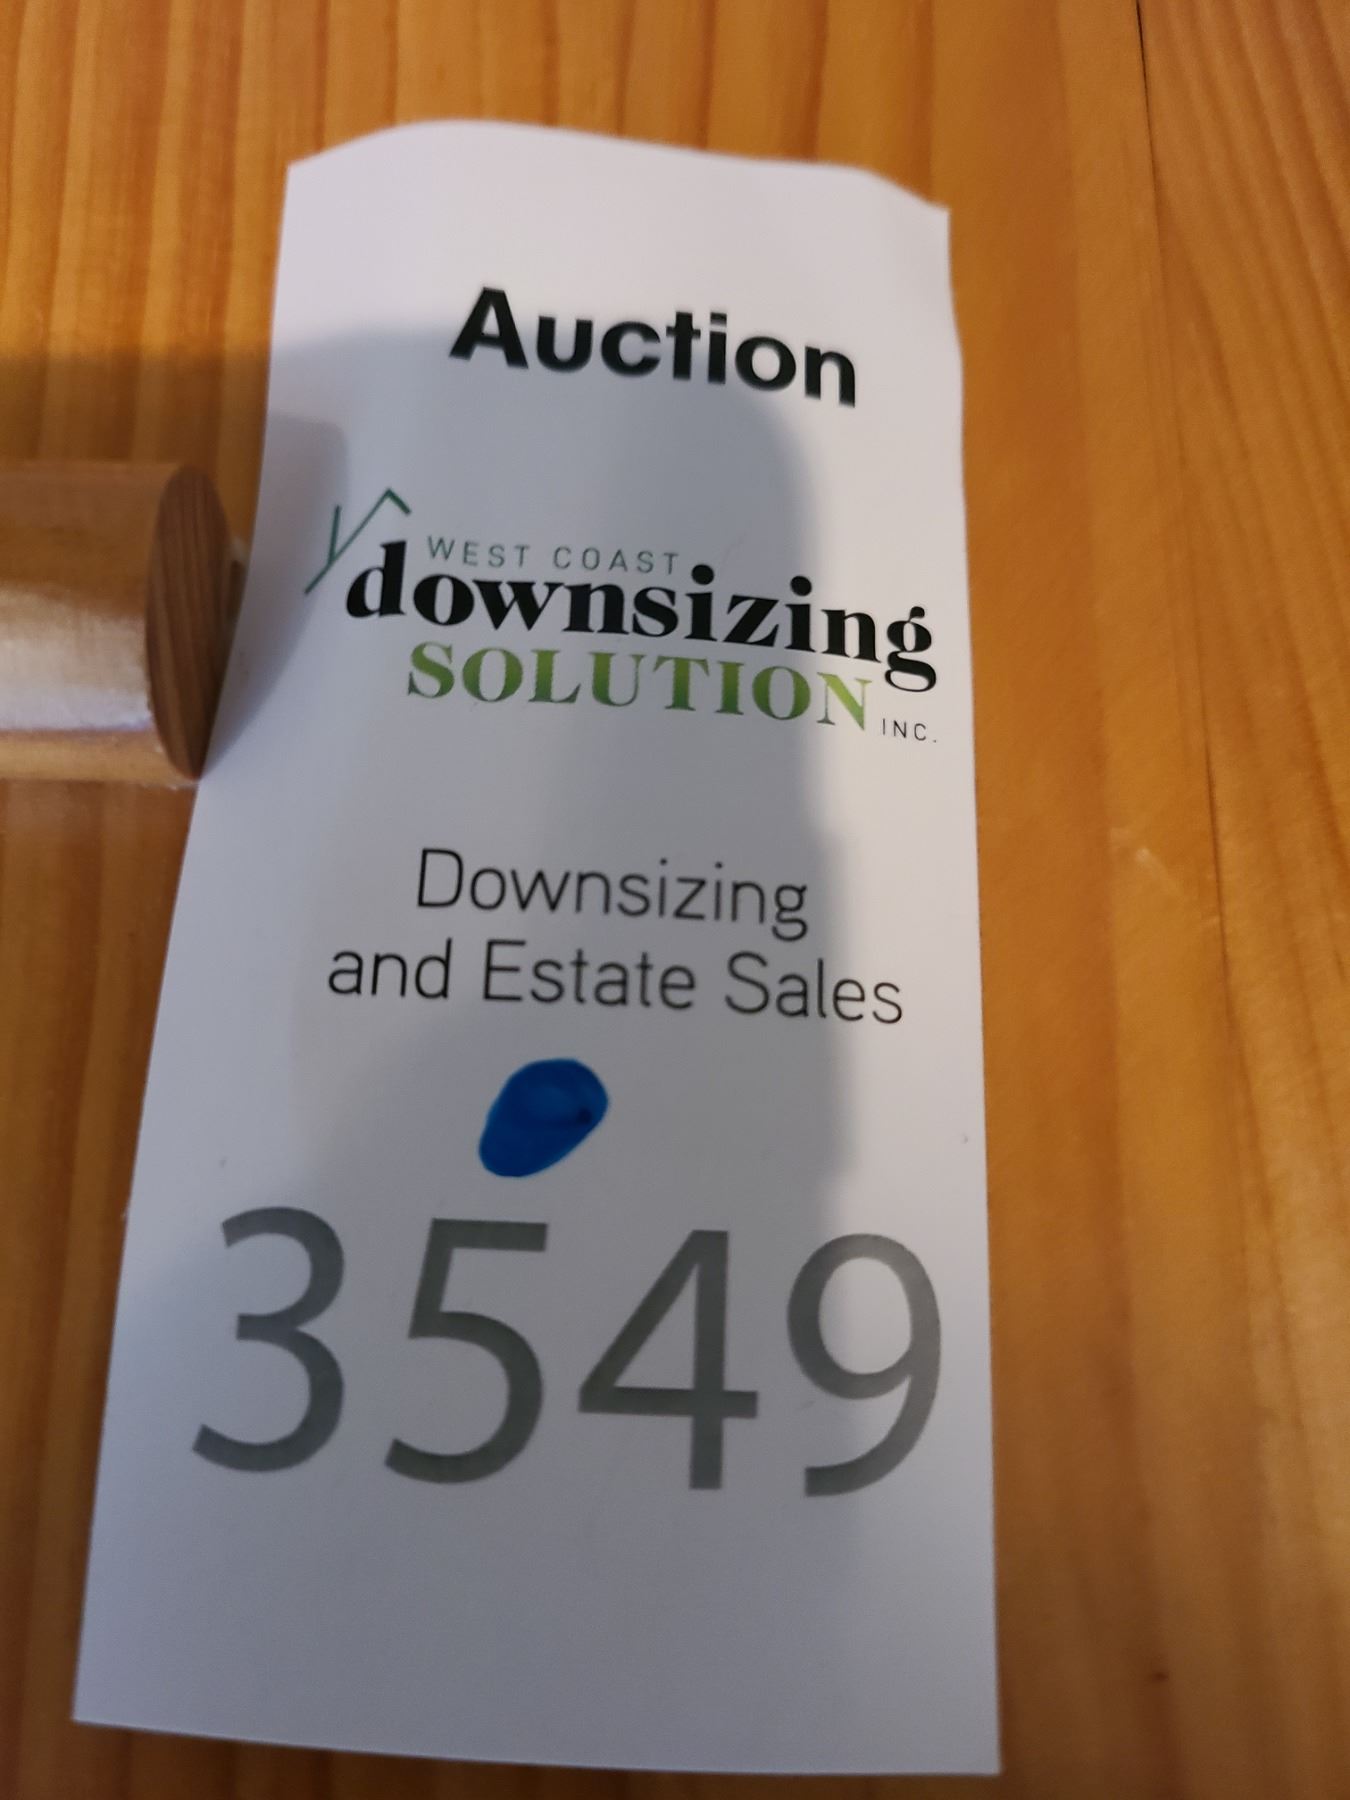 Auction
WEST COAST
downsizing
SOLUTION
INC.
Downsizing
and Estate Sales
3549